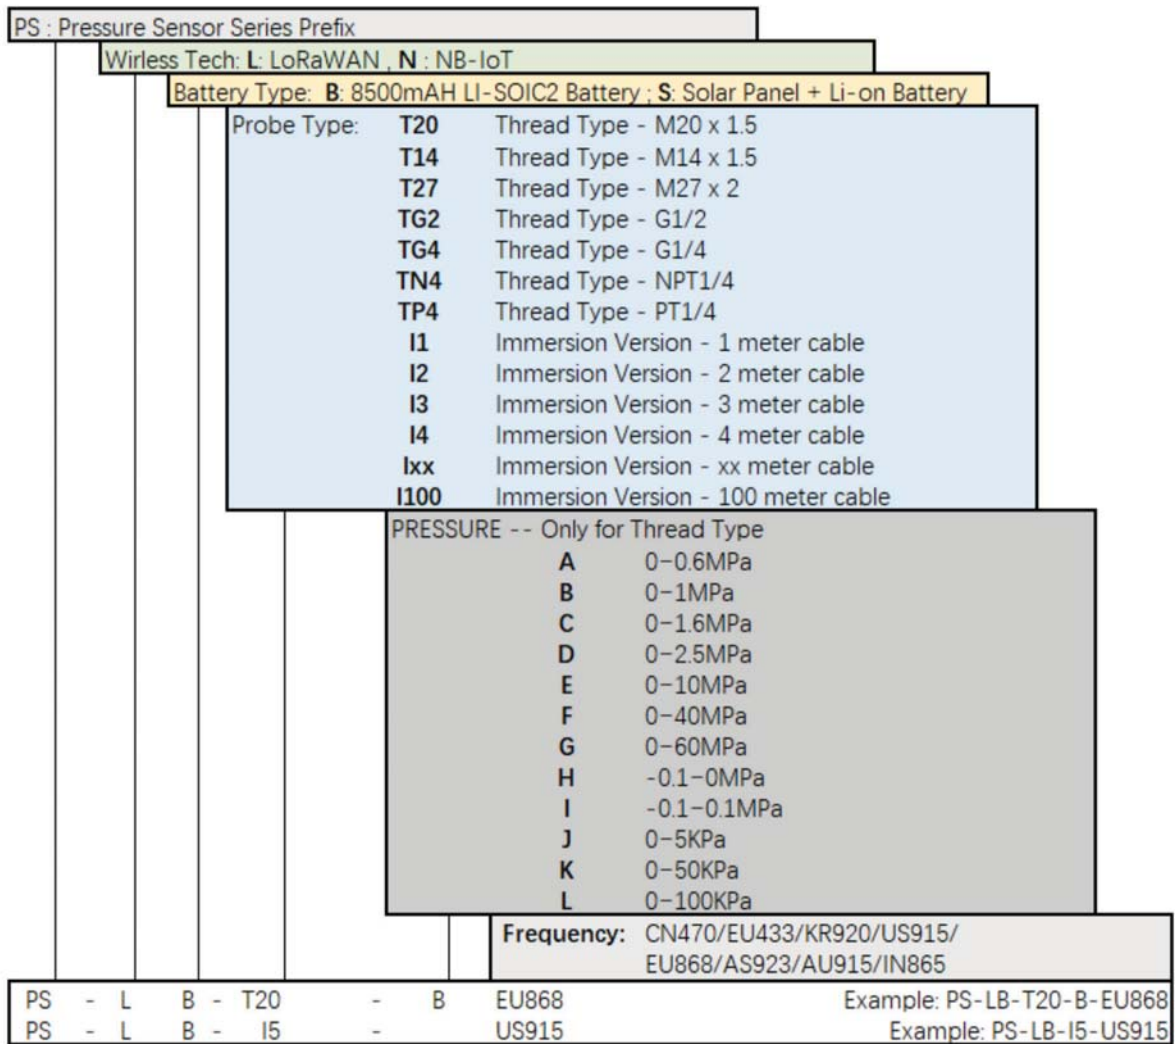 PS : Pressure Sensor Series Prefix
Wirless Tech: L: LoRaWAN , N : NB-IoT
Battery Type: B: 8500mAH LI-SOIC2 Battery ; S: Solar Panel + Li-on Battery
Probe Type: T20 Thread Type - M20 x 1.5
T14 Thread Type - M14 x 1.5
T27 Thread Type - M27 x 2
TG2 Thread Type - G1/2
TG4 Thread Type - G1/4
TN4 Thread Type - NPT1/4
TP4 Thread Type - PT1/4
I1 Immersion Version - 1 meter cable
I2 Immersion Version - 2 meter cable
I3 Immersion Version - 3 meter cable
I4 Immersion Version - 4 meter cable
Ixx Immersion Version - xx meter cable
I100 Immersion Version - 100 meter cable
PRESSURE -- Only for Thread Type
A 0-0.6MPa
B 0-1MPa
C 0-1.6MPa
D 0-2.5MPa
E 0-10MPa
F 0-40MPa
G 0-60MPa
H -0.1-0MPa
I -0.1-0.1MPa
J 0-5KPa
K 0-50KPa
L 0-100KPa
Frequency: CN470/EU433/KR920/US915/
EU868/AS923/AU915/IN865
PS - L B - T20 - B EU868 Example: PS-LB-T20-B-EU868
PS - L B - I5 - US915 Example: PS-LB-I5-US915